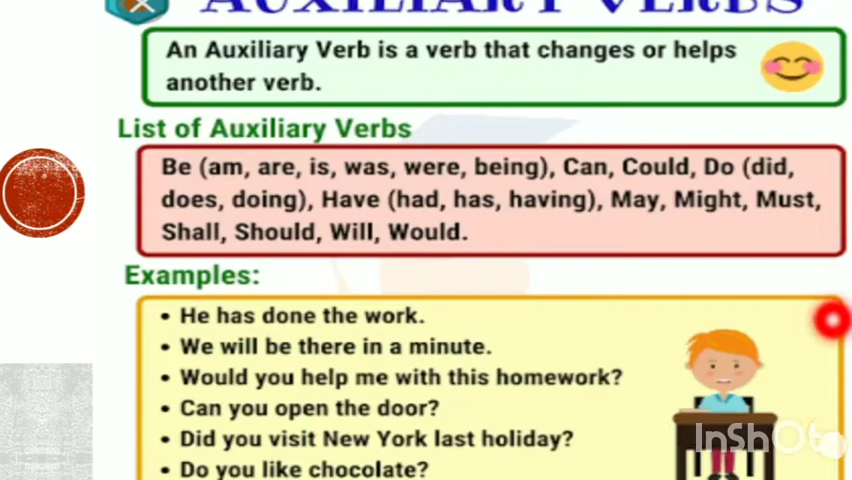 AUXILIARY VERBS
An Auxiliary Verb is a verb that changes or helps
another verb.
List of Auxiliary Verbs
Be (am, are, is, was, were, being), Can, Could, Do (did,
does, doing), Have (had, has, having), May, Might, Must,
Shall, Should, Will, Would.
Examples:
• He has done the work.
• We will be there in a minute.
• Would you help me with this homework?
• Can you open the door?
• Did you visit New York last holiday?
• Do you like chocolate?
InShOt